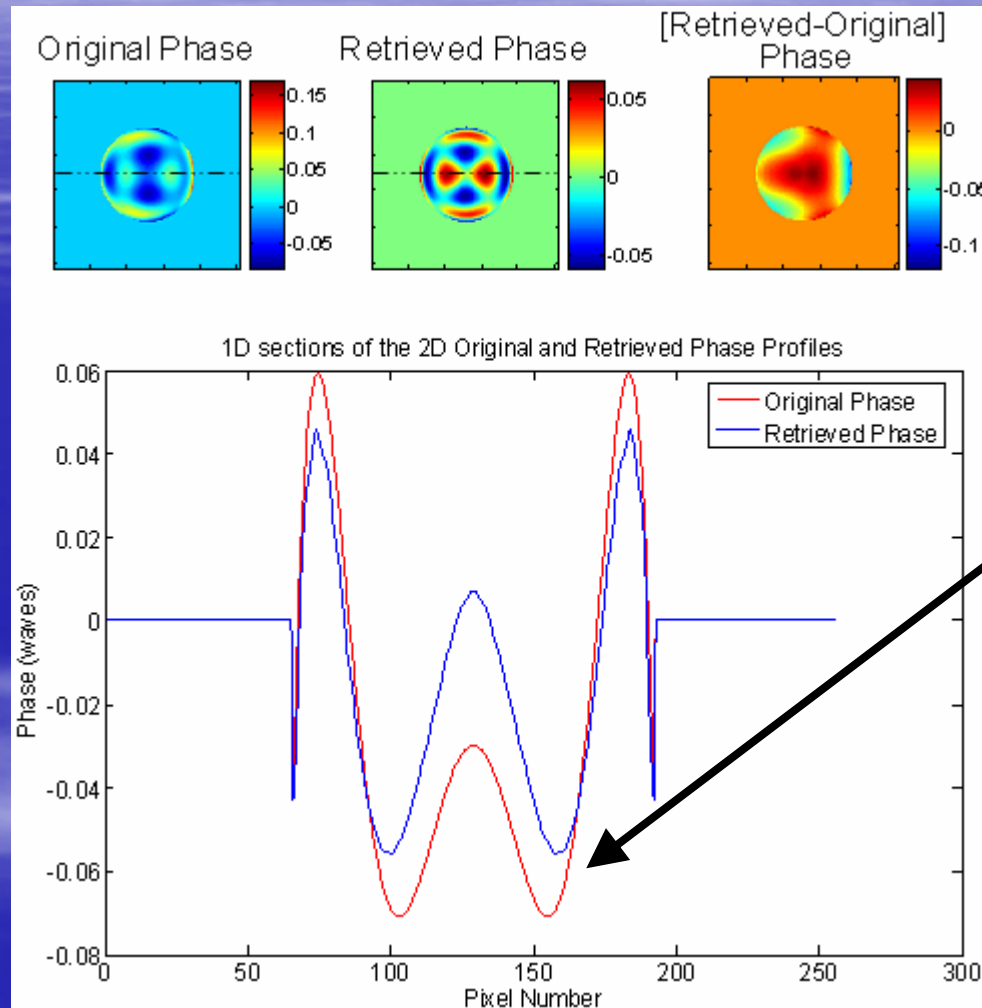 Original Phase
Retrieved Phase
[Retrieved-Original]
Phase
0.15
0.1
0.05
0
-0.05
0.05
0
-0.05
0
-0.05
-0.1
1D sections of the 2D Original and Retrieved Phase Profiles
Original Phase
Retrieved Phase
0.06
0.04
0.02
0
-0.02
-0.04
-0.06
-0.08
Phase (waves)
0
50
100
150
200
250
300
Pixel Number